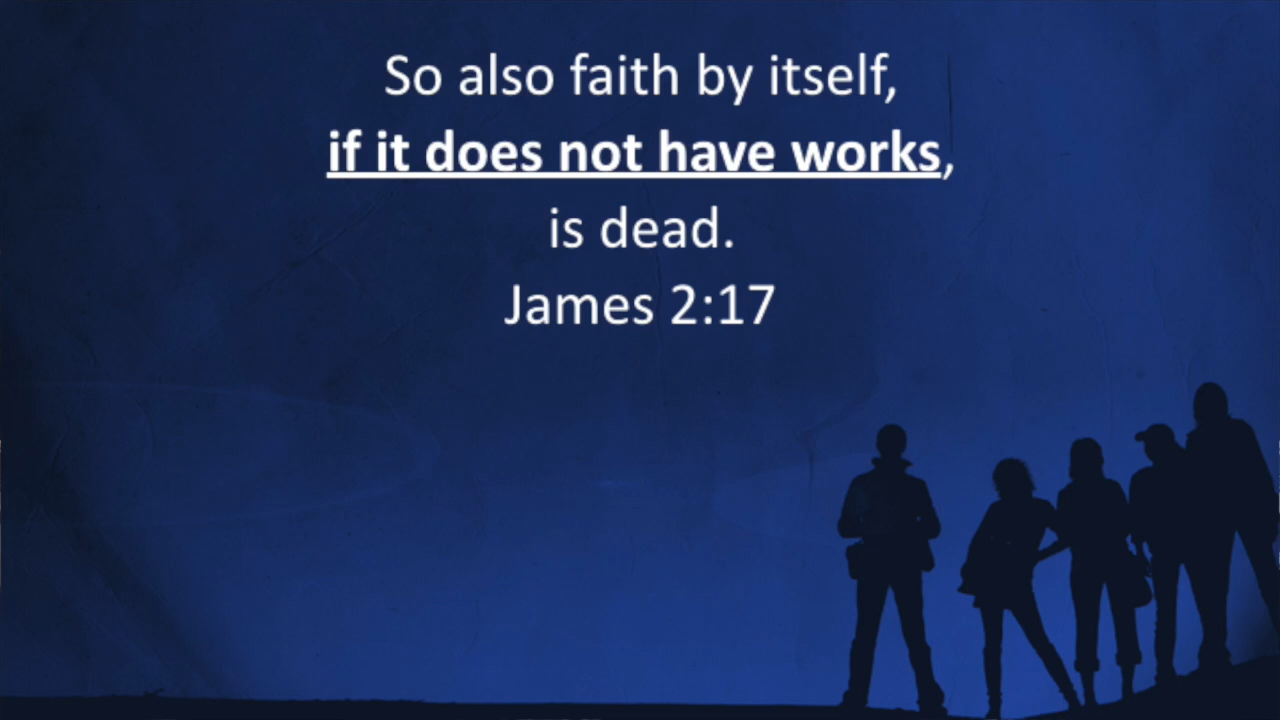 So also faith by itself,
if it does not have works,
is dead.
James 2:17